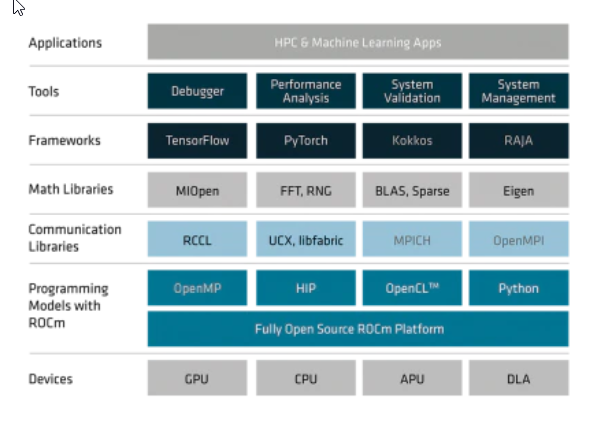 Applications
HPC & Machine Learning Apps
Tools
Debugger
Performance
Analysis
System
Validation
System
Management
Frameworks
TensorFlow
PyTorch
Kokkos
RAJA
Math Libraries
MIOpen
FFT, RNG
BLAS, Sparse
Eigen
Communication
Libraries
RCCL
UCX, libfabric
MPICH
OpenMPI
Programming
Models with
ROCm
OpenMP
HIP
OpenCL™
Python
Fully Open Source ROCm Platform
Devices
GPU
CPU
APU
DLA